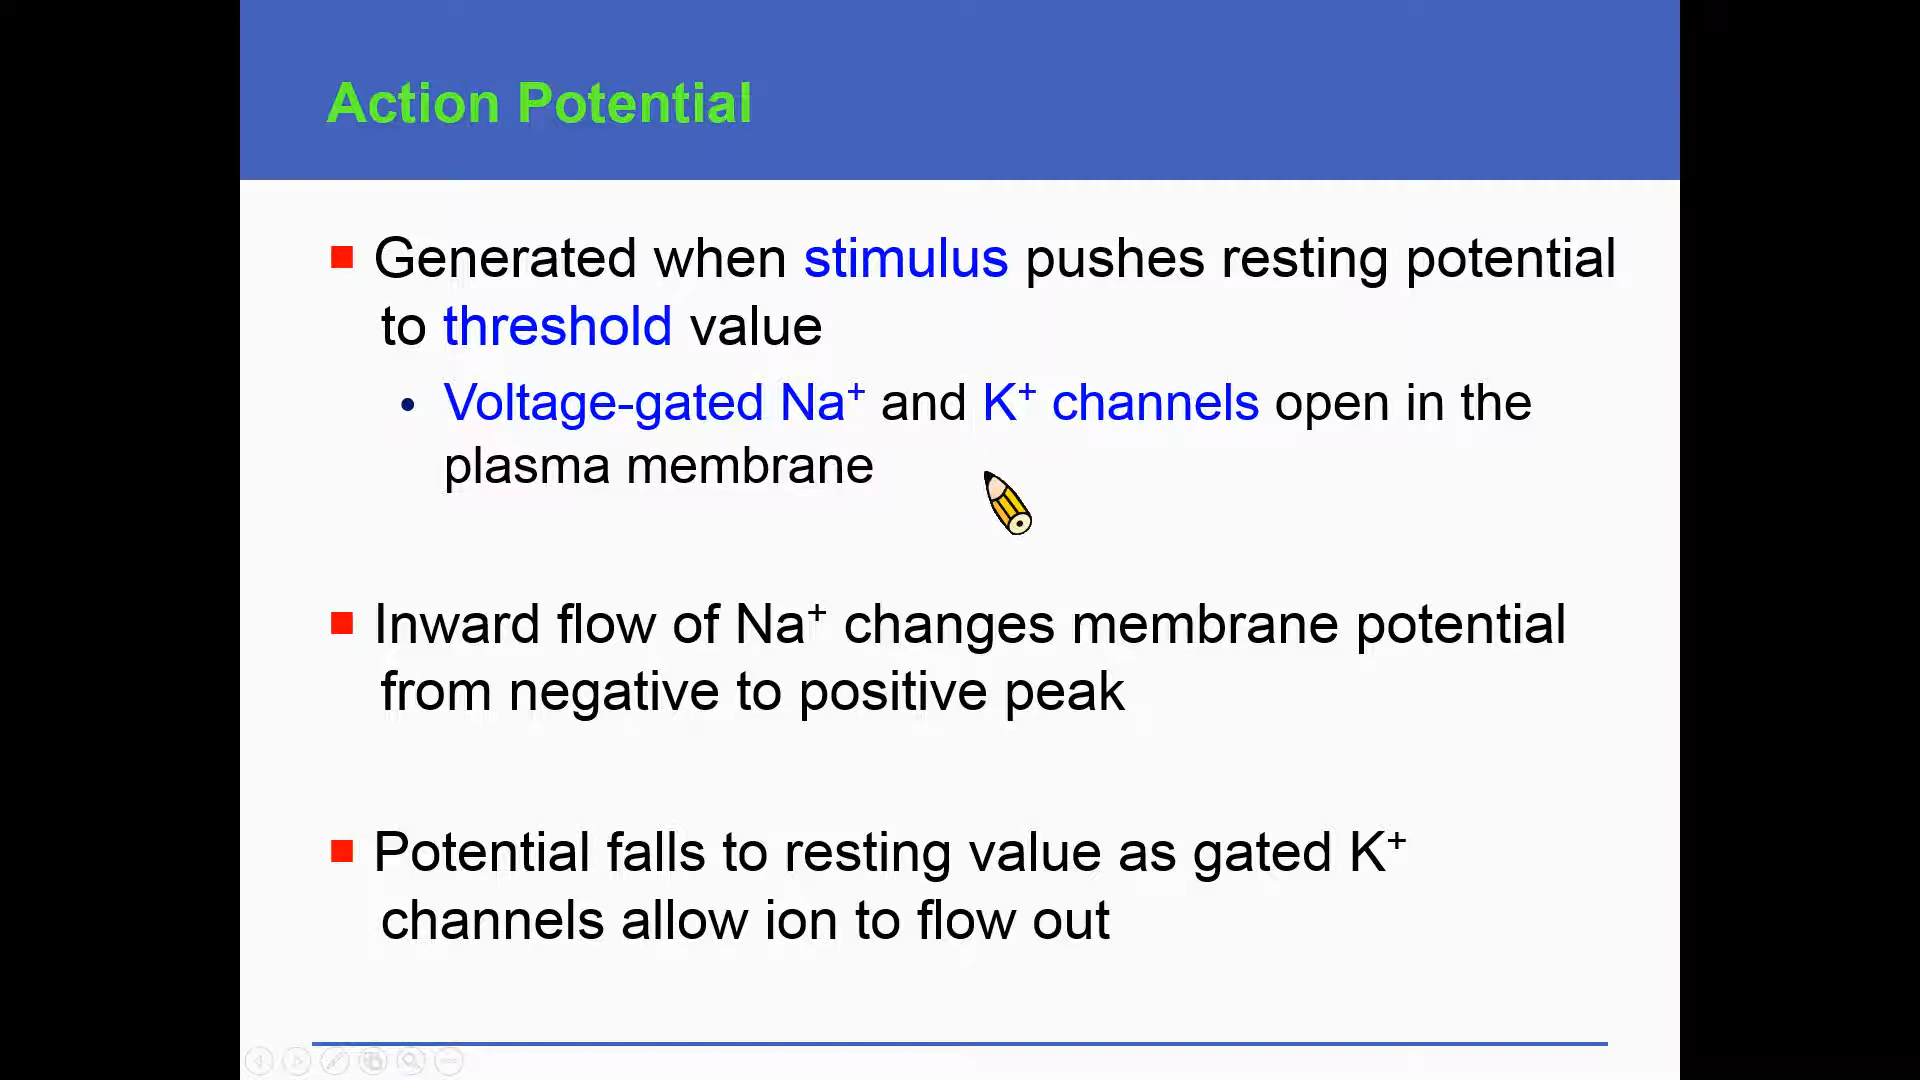 Action Potential
Generated when stimulus pushes resting potential
to threshold value
• Voltage-gated Na⁺ and K⁺ channels open in the
plasma membrane
Inward flow of Na⁺ changes membrane potential
from negative to positive peak
Potential falls to resting value as gated K⁺
channels allow ion to flow out